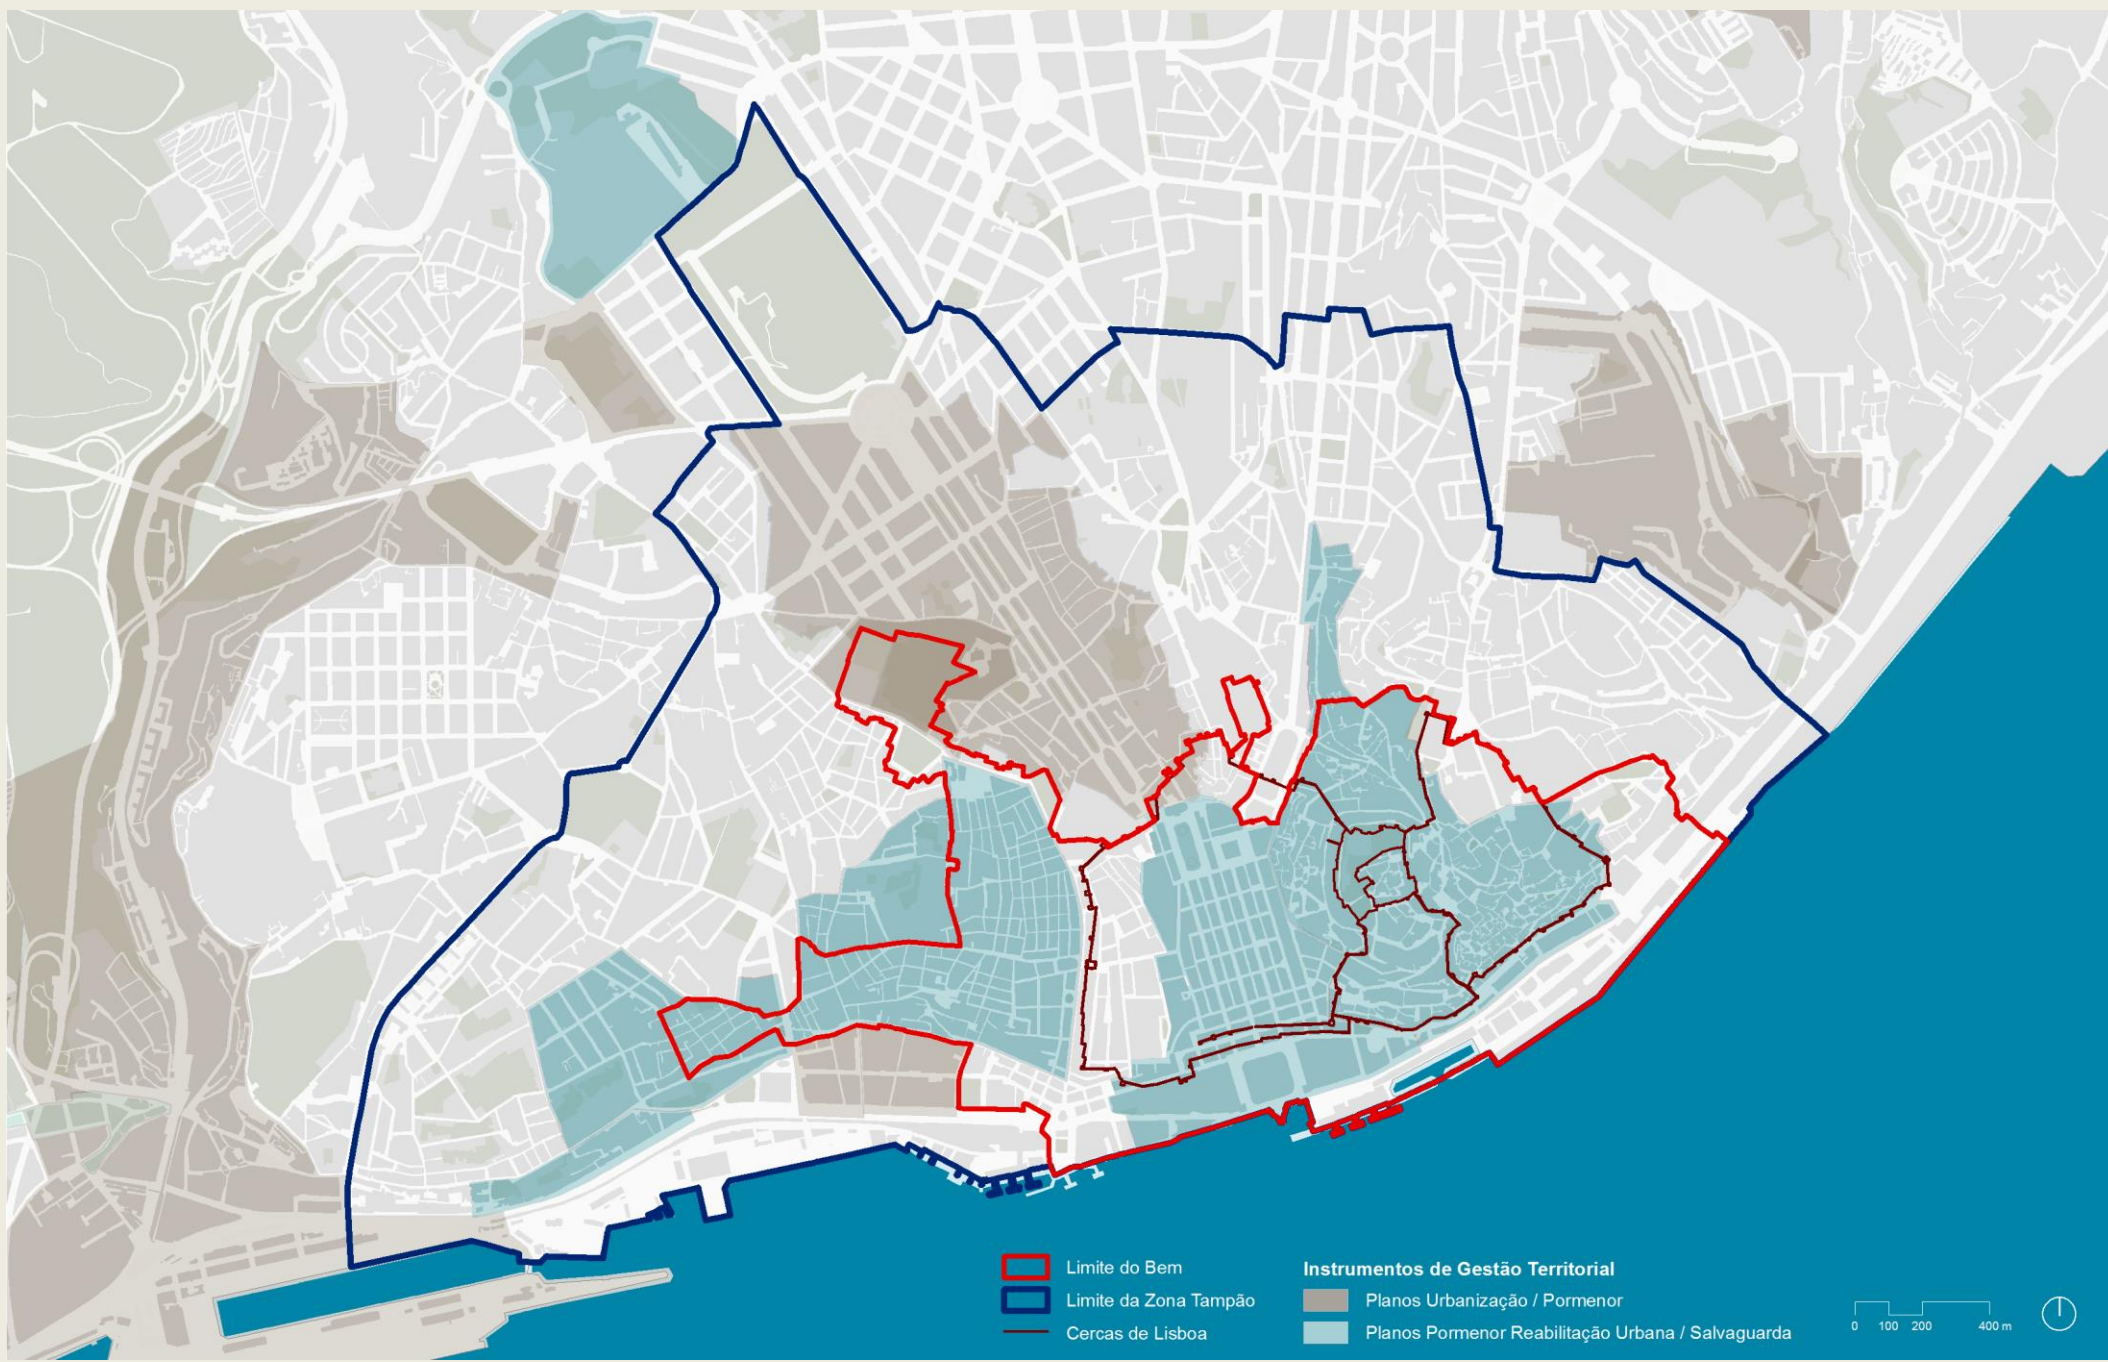 Limite do Bem
Limite da Zona Tampão
Cercas de Lisboa
Instrumentos de Gestão Territorial
Planos Urbanização / Pormenor
Planos Pormenor Reabilitação Urbana / Salvaguarda
0 100 200 400 m